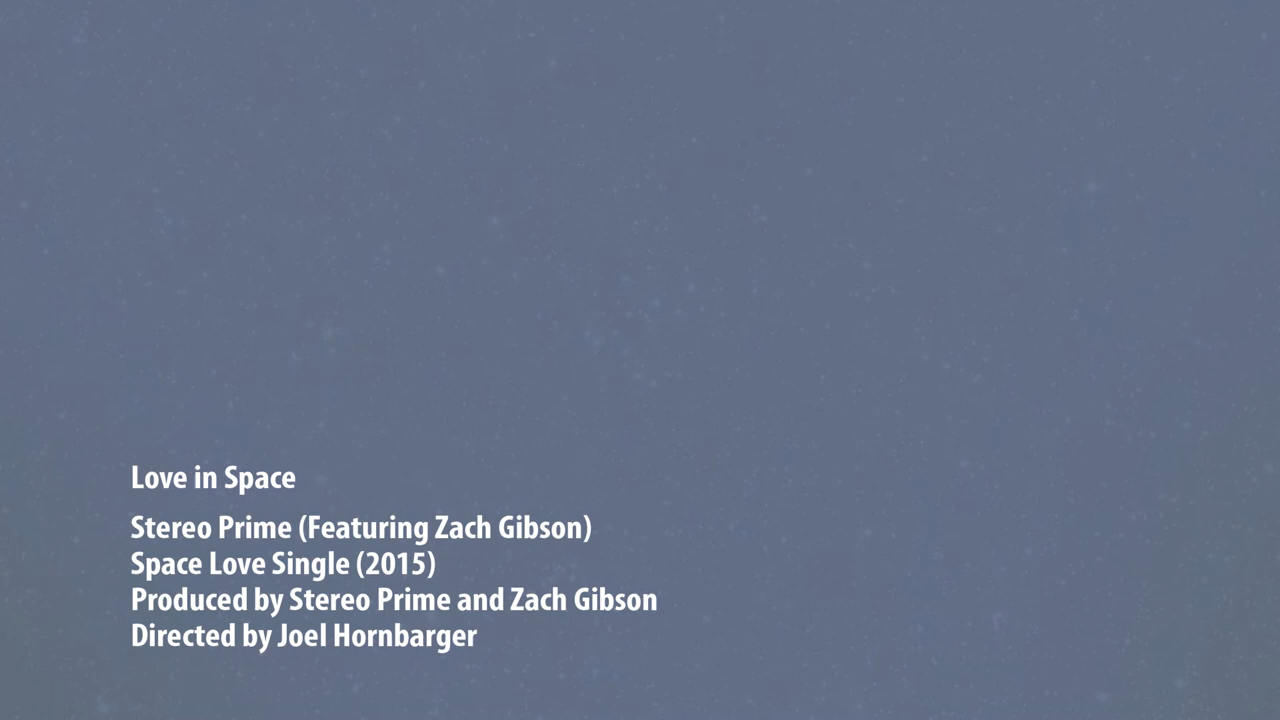 Love in Space
Stereo Prime (Featuring Zach Gibson)
Space Love Single (2015)
Produced by Stereo Prime and Zach Gibson
Directed by Joel Hornbarger